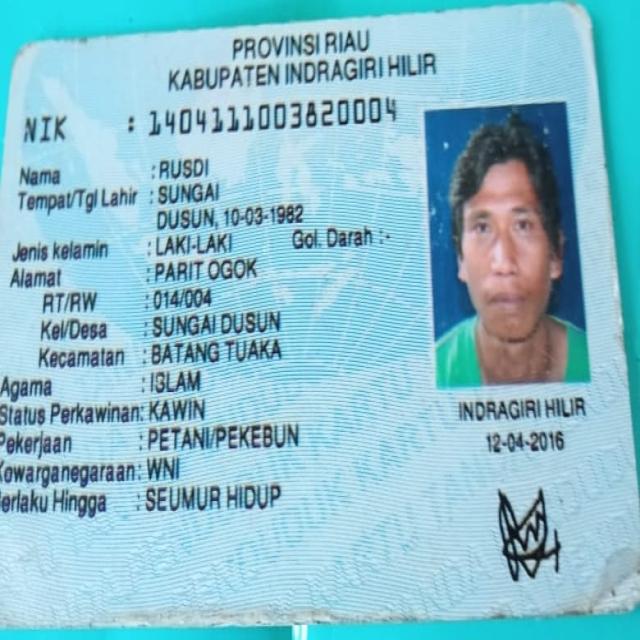 PROVINSI RIAU
KABUPATEN INDRAGIRI HILIR
NIK : 1404111003820004
Nama : RUSDI
Tempat/Tgl Lahir : SUNGAI
DUSUN, 10-03-1982
Jenis kelamin : LAKI-LAKI Gol. Darah :-
Alamat : PARIT OGOK
RT/RW : 014/004
Kel/Desa : SUNGAI DUSUN
Kecamatan : BATANG TUAKA
Agama : ISLAM
Status Perkawinan: KAWIN
Pekerjaan : PETANI/PEKEBUN
Kewarganegaraan: WNI
erlaku Hingga : SEUMUR HIDUP
INDRAGIRI HILIR
12-04-2016